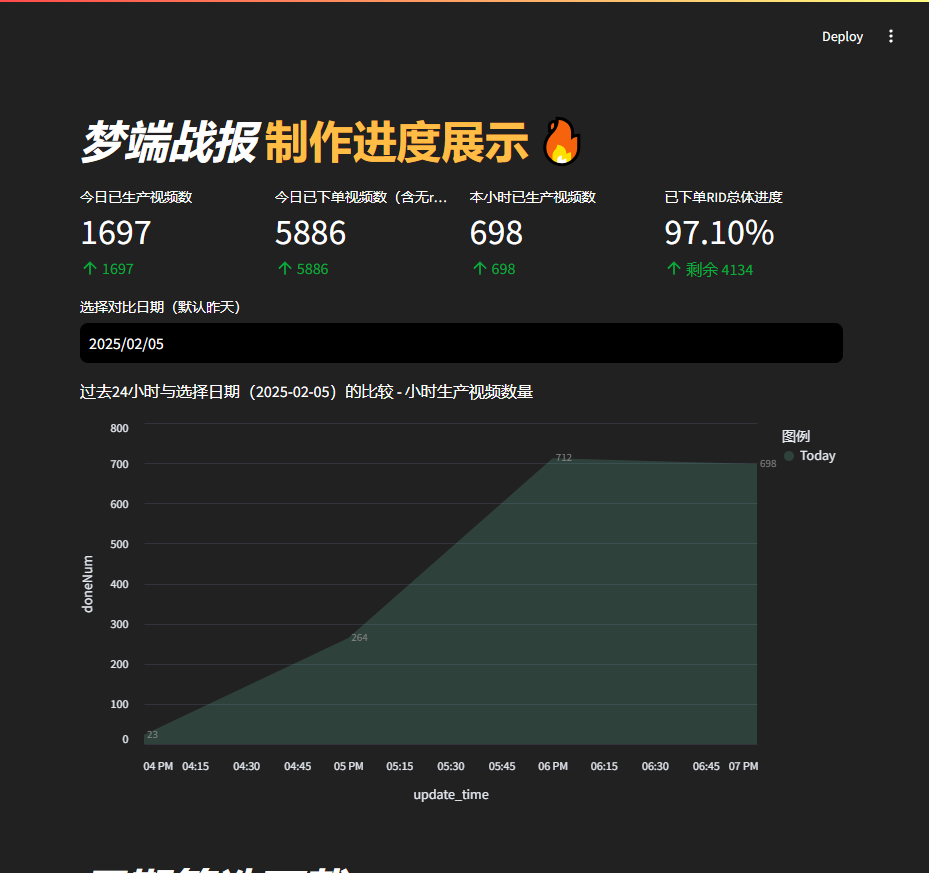 Deploy
梦端战报 制作进度展示
今日已生产视频数
1697
1697
今日已下单视频数（含无r...
5886
5886
本小时已生产视频数
698
698
已下单RID总体进度
97.10%
剩余 4134
选择对比日期（默认昨天）
2025/02/05
过去24小时与选择日期（2025-02-05）的比较 - 小时生产视频数量
图例
Today
800
700
600
500
400
300
200
100
0
doneNum
23
264
712
698
04 PM 04:15 04:30 04:45 05 PM 05:15 05:30 05:45 06 PM 06:15 06:30 06:45 07 PM
update_time